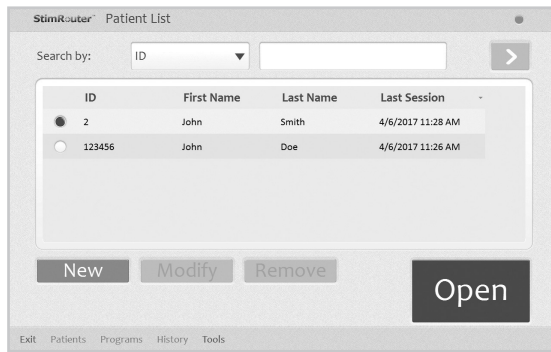 StimRouter™ Patient List
Search by: ID
ID First Name Last Name Last Session
2 John Smith 4/6/2017 11:28 AM
123456 John Doe 4/6/2017 11:26 AM
New Modify Remove
Open
Exit Patients Programs History Tools